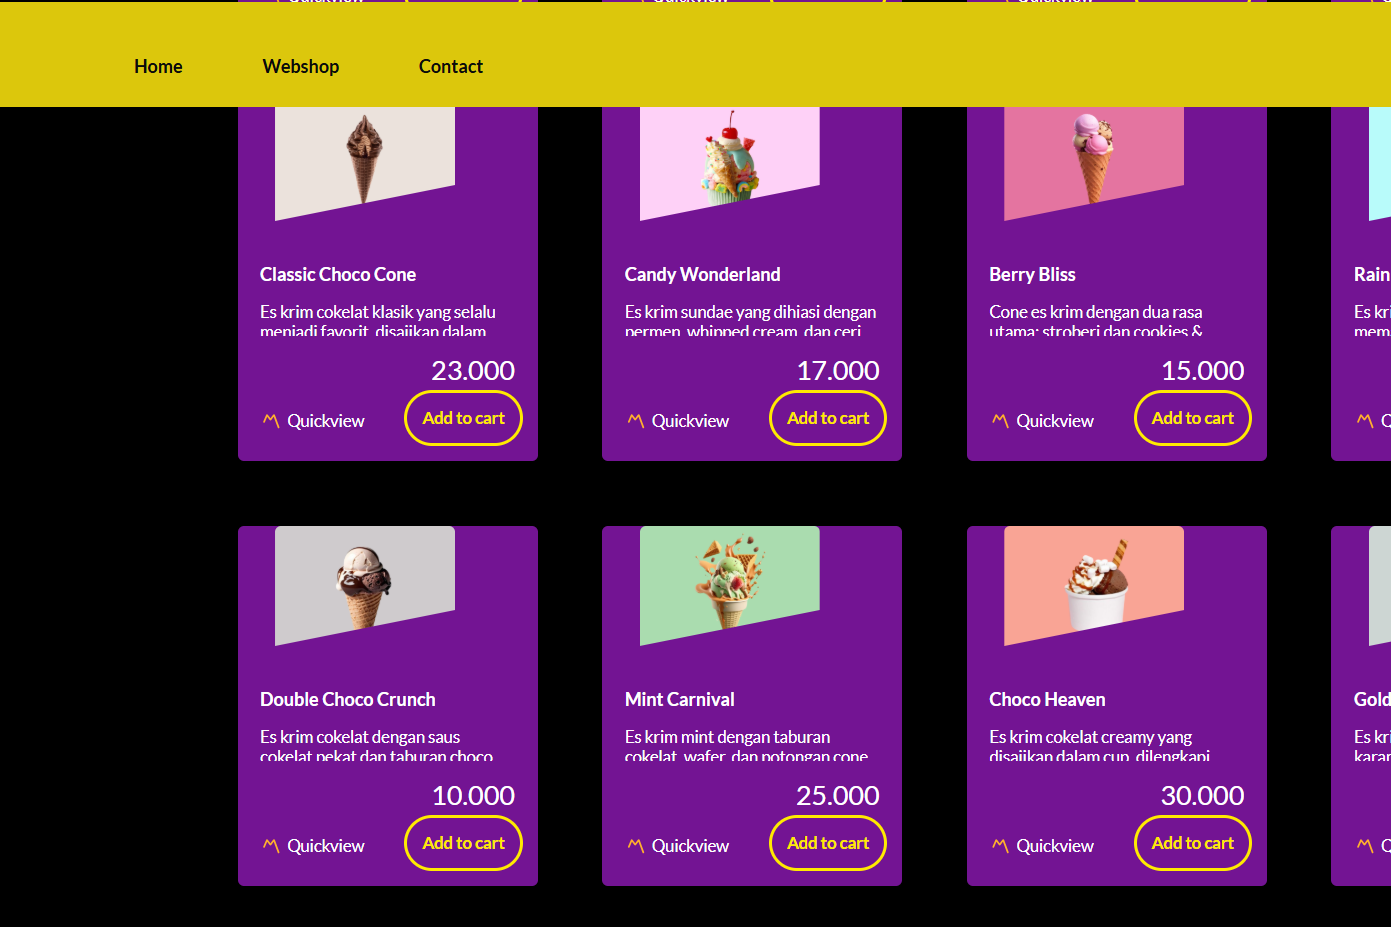 Home Webshop Contact
Classic Choco Cone
Es krim cokelat klasik yang selalu
menjadi favorit, disajikan dalam
23.000
Quickview
Add to cart
Candy Wonderland
Es krim sundae yang dihiasi dengan
permen, whipped cream, dan ceri
17.000
Quickview
Add to cart
Berry Bliss
Cone es krim dengan dua rasa
utama: stroberi dan cookies &
15.000
Quickview
Add to cart
Rain
Es kri
mem
Q
Double Choco Crunch
Es krim cokelat dengan saus
cokelat pekat dan taburan choco
10.000
Quickview
Add to cart
Mint Carnival
Es krim mint dengan taburan
cokelat, wafer, dan potongan cone
25.000
Quickview
Add to cart
Choco Heaven
Es krim cokelat creamy yang
disajikan dalam cup, dilengkapi
30.000
Quickview
Add to cart
Gold
Es kri
karam
Q